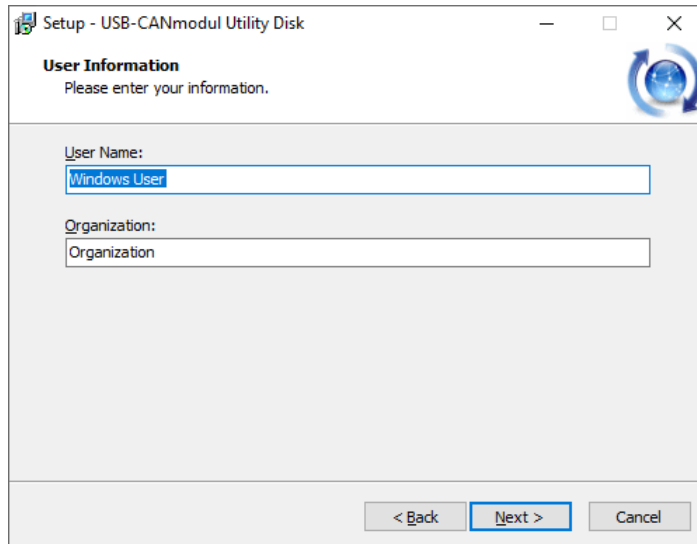 Setup - USB-CANmodul Utility Disk
User Information
Please enter your information.
User Name:
Windows User
Organization:
Organization
< Back
Next >
Cancel